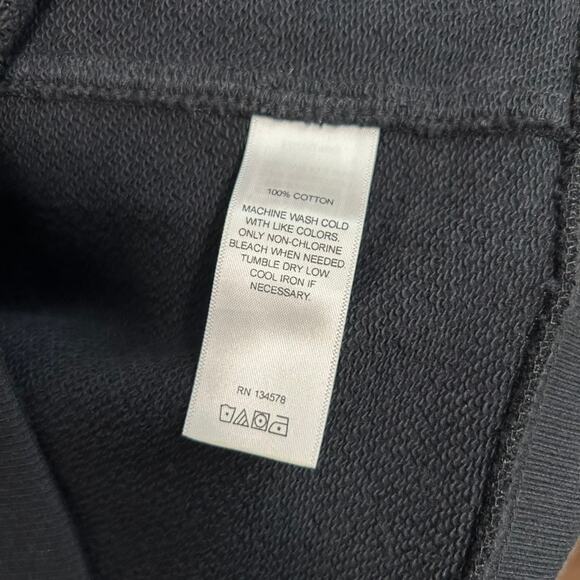 100% COTTON
MACHINE WASH COLD
WITH LIKE COLORS.
ONLY NON-CHLORINE
BLEACH WHEN NEEDED
TUMBLE DRY LOW
COOL IRON IF
NECESSARY.
RN 134578